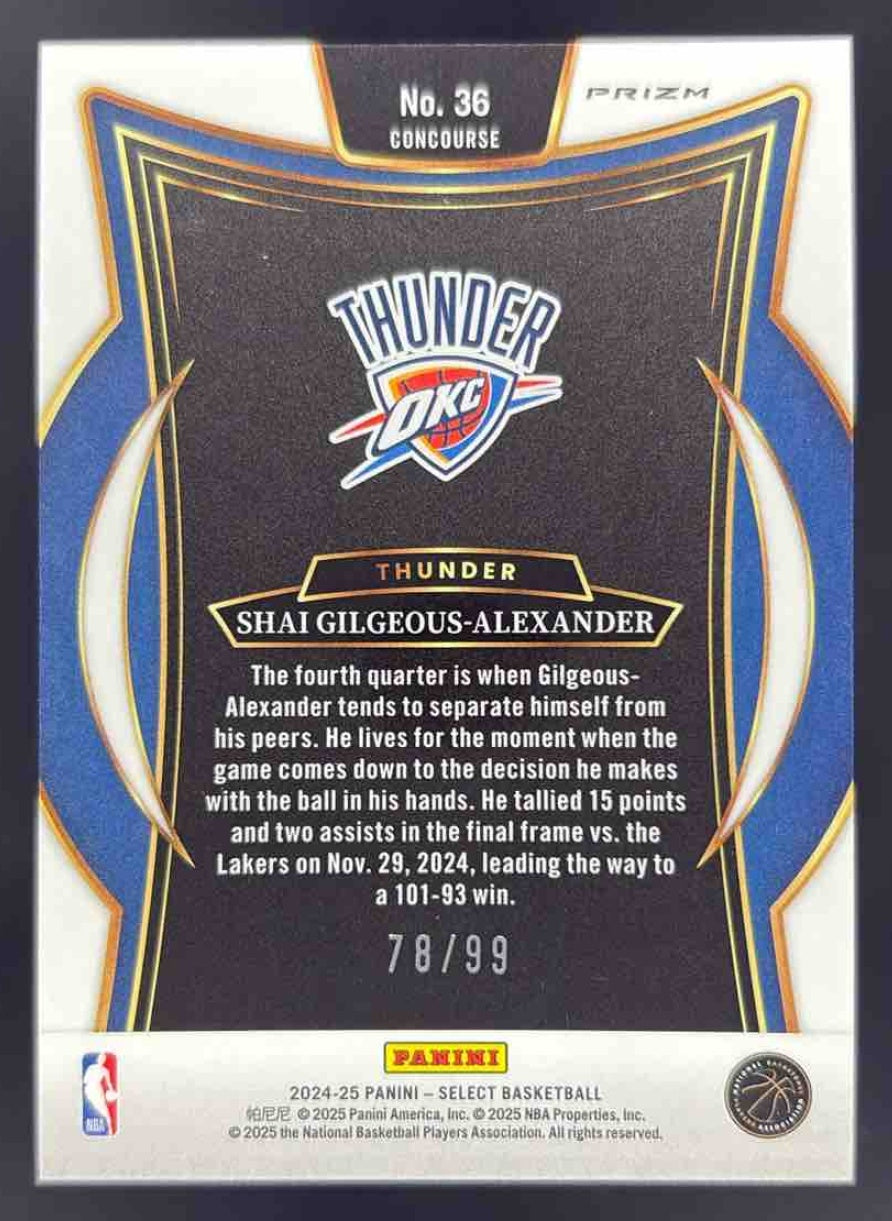 No. 36
CONCOURSE
PRIZM
THUNDER
OKC
THUNDER
SHAI GILGEOUS-ALEXANDER
The fourth quarter is when Gilgeous-
Alexander tends to separate himself from
his peers. He lives for the moment when the
game comes down to the decision he makes
with the ball in his hands. He tallied 15 points
and two assists in the final frame vs. the
Lakers on Nov. 29, 2024, leading the way to
a 101-93 win.
78/99
PANINI
NBA
2024-25 PANINI – SELECT BASKETBALL
帕尼尼 © 2025 Panini America, Inc. © 2025 NBA Properties, Inc.
© 2025 the National Basketball Players Association. All rights reserved.
NATIONAL BASKETBALL PLAYERS ASSOCIATION